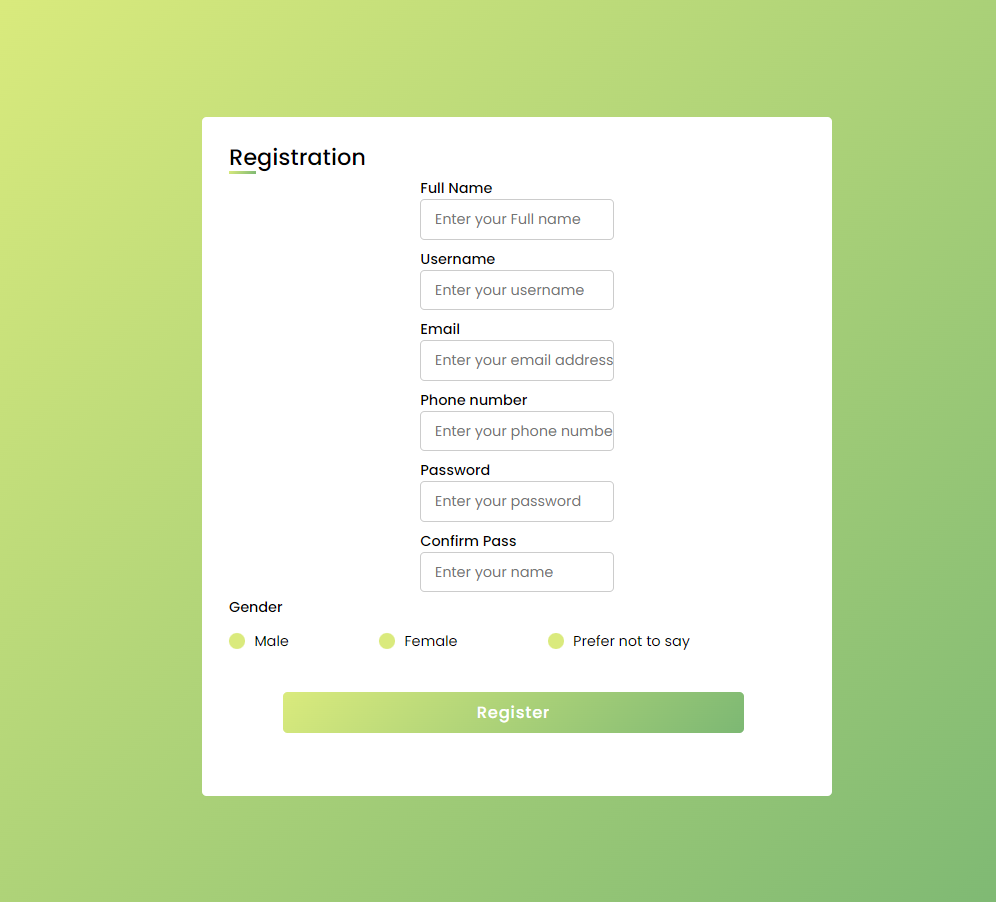 Registration
Full Name
Enter your Full name
Username
Enter your username
Email
Enter your email address
Phone number
Enter your phone numbe
Password
Enter your password
Confirm Pass
Enter your name
Gender
Male Female Prefer not to say
Register